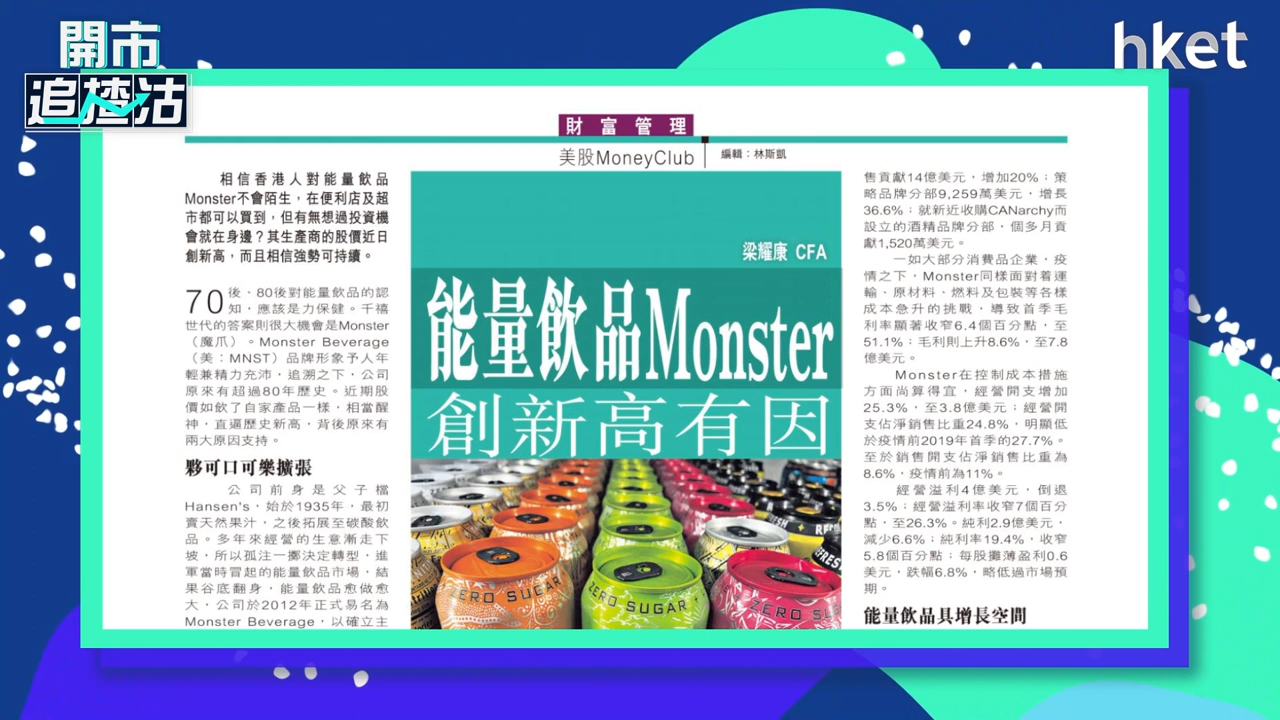 開市
追揸沽
hket
財富管理
美股MoneyClub
編輯：林斯凱
相信香港人對能量飲品
Monster不會陌生，在便利店及超
市都可以買到，但有無想過投資機
會就在身邊？其生產商的股價近日
創新高，而且相信強勢可持續。
70後、80後對能量飲品的認
知，應該是力保健。千禧
世代的答案則很大機會是Monster
（魔爪）。Monster Beverage
（美：MNST）品牌形象予人年
輕兼精力充沛，追溯之下，公司
原來有超過80年歷史。近期股
價如飲了自家產品一樣，相當醒
神，直逼歷史新高，背後原來有
兩大原因支持。
夥可口可樂擴張
公司前身是父子檔
Hansen's，始於1935年，最初
賣天然果汁，之後拓展至碳酸飲
品。多年來經營的生意漸走下
坡，所以孤注一擲決定轉型，進
軍當時冒起的能量飲品市場，結
果谷底翻身，能量飲品愈做愈
大，公司於2012年正式易名為
Monster Beverage，以確立主
梁耀康 CFA
能量飲品Monster
創新高有因
ZERO SUGAR
ZERO SUGAR
ZERO SUGAR
REFRESH
售貢獻14億美元，增加20%；策
略品牌分部9,259萬美元，增長
36.6%；就新近收購CANarchy而
設立的酒精品牌分部，個多月貢
獻1,520萬美元。
一如大部分消費品企業，疫
情之下，Monster同樣面對着運
輸、原材料、燃料及包裝等各樣
成本急升的挑戰，導致首季毛
利率顯著收窄6.4個百分點，至
51.1%；毛利則上升8.6%，至7.8
億美元。
Monster在控制成本措施
方面尚算得宜，經營開支增加
25.3%，至3.8億美元；經營開
支佔淨銷售比重24.8%，明顯低
於疫情前2019年首季的27.7%。
至於銷售開支佔淨銷售比重為
8.6%，疫情前為11%。
經營溢利4億美元，倒退
3.5%；經營溢利率收窄7個百分
點，至26.3%。純利2.9億美元，
減少6.6%；純利率19.4%，收窄
5.8個百分點；每股攤薄盈利0.6
美元，跌幅6.8%，略低過市場預
期。
能量飲品具增長空間